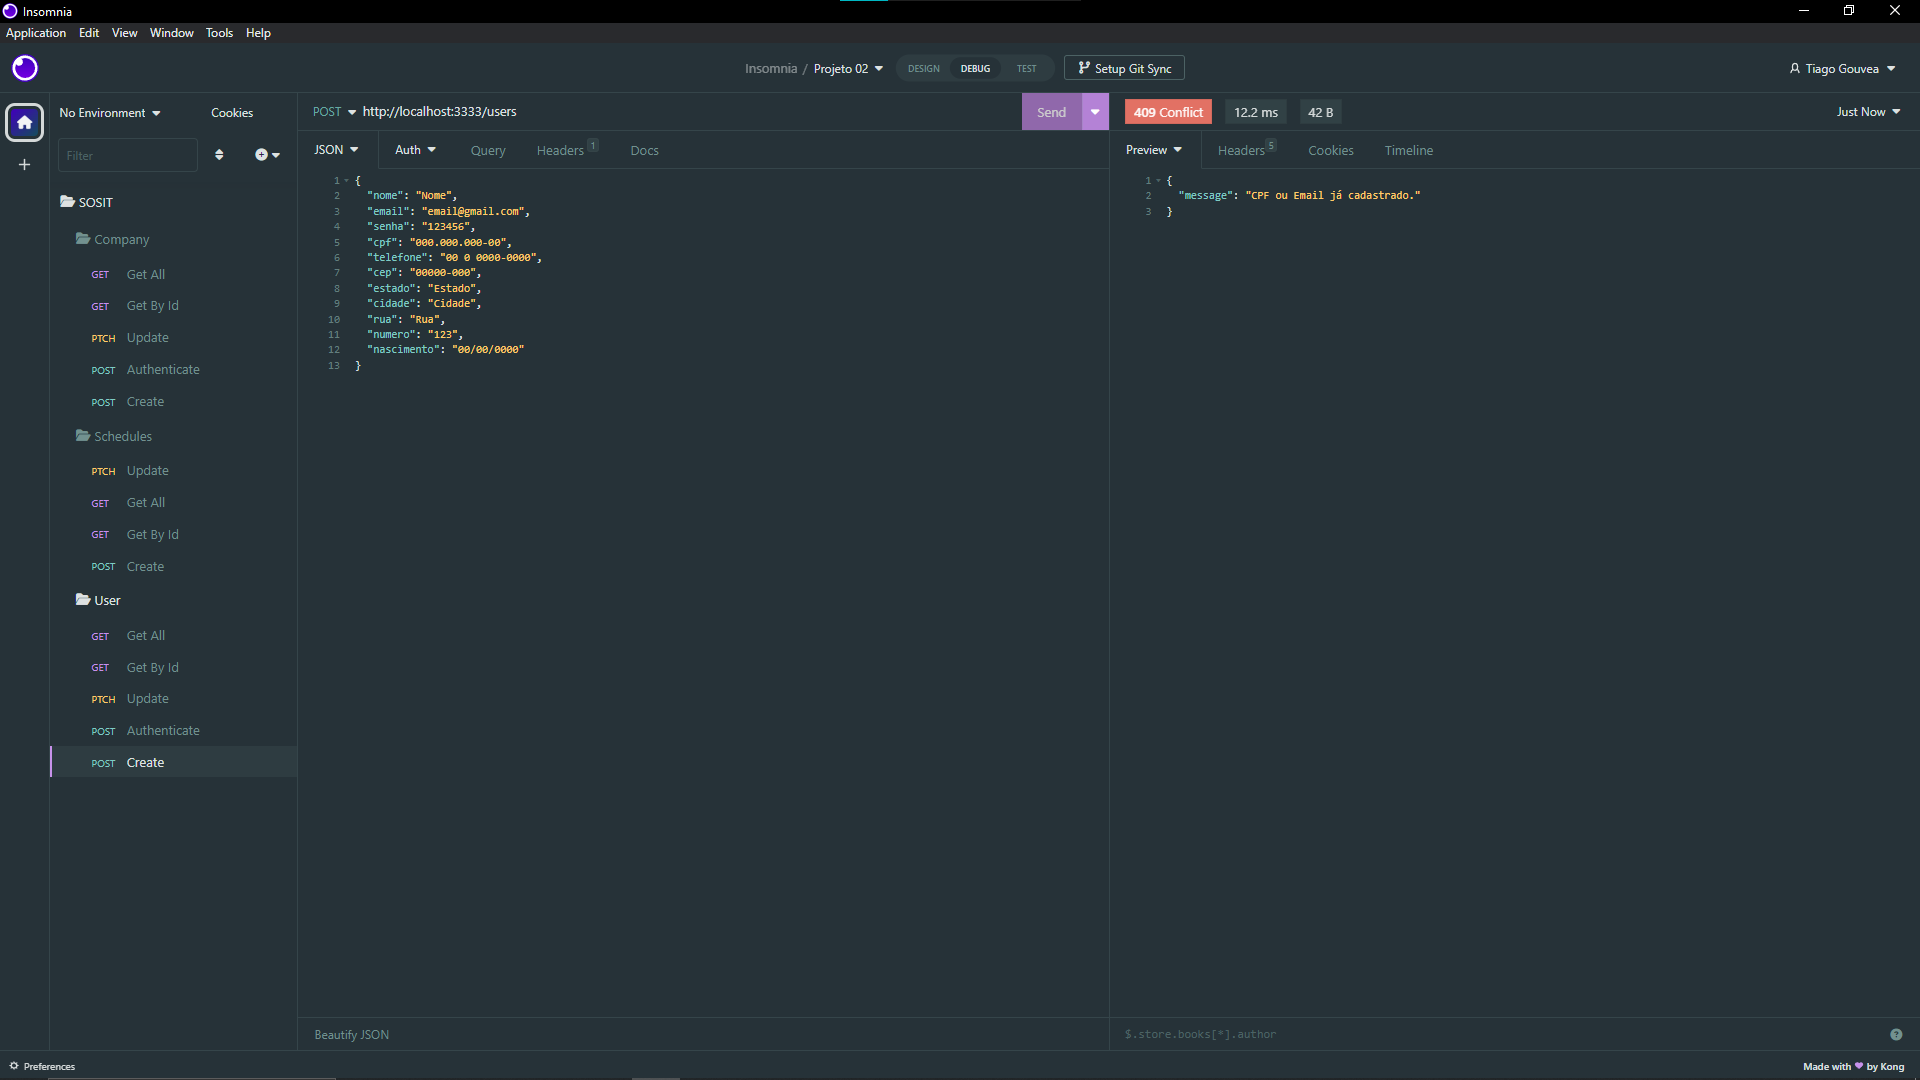 Insomnia
Application Edit View Window Tools Help
Insomnia / Projeto 02 DESIGN DEBUG TEST Setup Git Sync Tiago Gouvea
No Environment Cookies
Filter
SOSIT
Company
GET Get All
GET Get By Id
PTCH Update
POST Authenticate
POST Create
Schedules
PTCH Update
GET Get All
GET Get By Id
POST Create
User
GET Get All
GET Get By Id
PTCH Update
POST Authenticate
POST Create
POST http://localhost:3333/users Send
JSON Auth Query Headers 1 Docs
1 {
2 "nome": "Nome",
3 "email": "email@gmail.com",
4 "senha": "123456",
5 "cpf": "000.000.000-00",
6 "telefone": "00 0 0000-0000",
7 "cep": "00000-000",
8 "estado": "Estado",
9 "cidade": "Cidade",
10 "rua": "Rua",
11 "numero": "123",
12 "nascimento": "00/00/0000"
13 }
Beautify JSON
409 Conflict 12.2 ms 42 B Just Now
Preview Headers 5 Cookies Timeline
1 {
2 "message": "CPF ou Email já cadastrado."
3 }
$.store.books[*].author ?
Preferences Made with ♥ by Kong